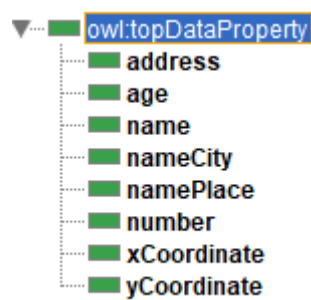 owl:topDataProperty
address
age
name
nameCity
namePlace
number
xCoordinate
yCoordinate